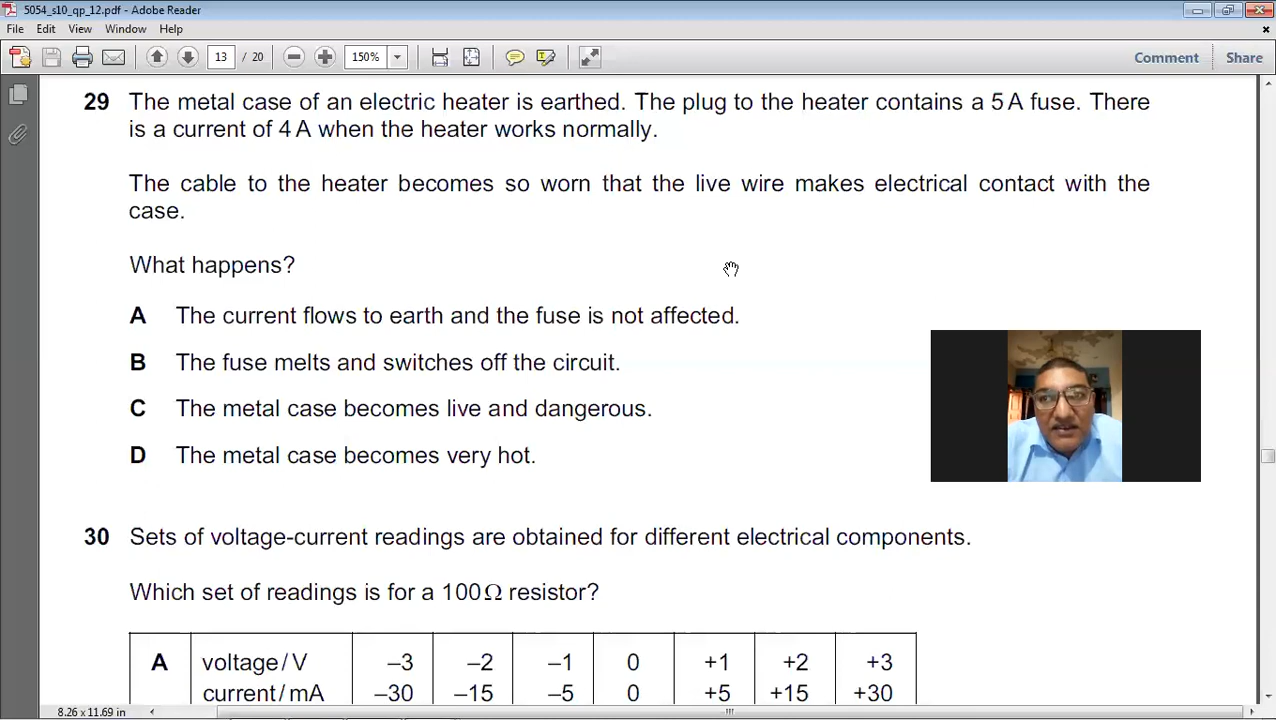 5054_s10_qp_12.pdf - Adobe Reader
File Edit View Window Help
13 / 20 150% Comment Share
29 The metal case of an electric heater is earthed. The plug to the heater contains a 5 A fuse. There
is a current of 4 A when the heater works normally.
The cable to the heater becomes so worn that the live wire makes electrical contact with the
case.
What happens?
A The current flows to earth and the fuse is not affected.
B The fuse melts and switches off the circuit.
C The metal case becomes live and dangerous.
D The metal case becomes very hot.
30 Sets of voltage-current readings are obtained for different electrical components.
Which set of readings is for a 100 Ω resistor?
A voltage / V –3 –2 –1 0 +1 +2 +3
current / mA –30 –15 –5 0 +5 +15 +30
8.26 x 11.69 in